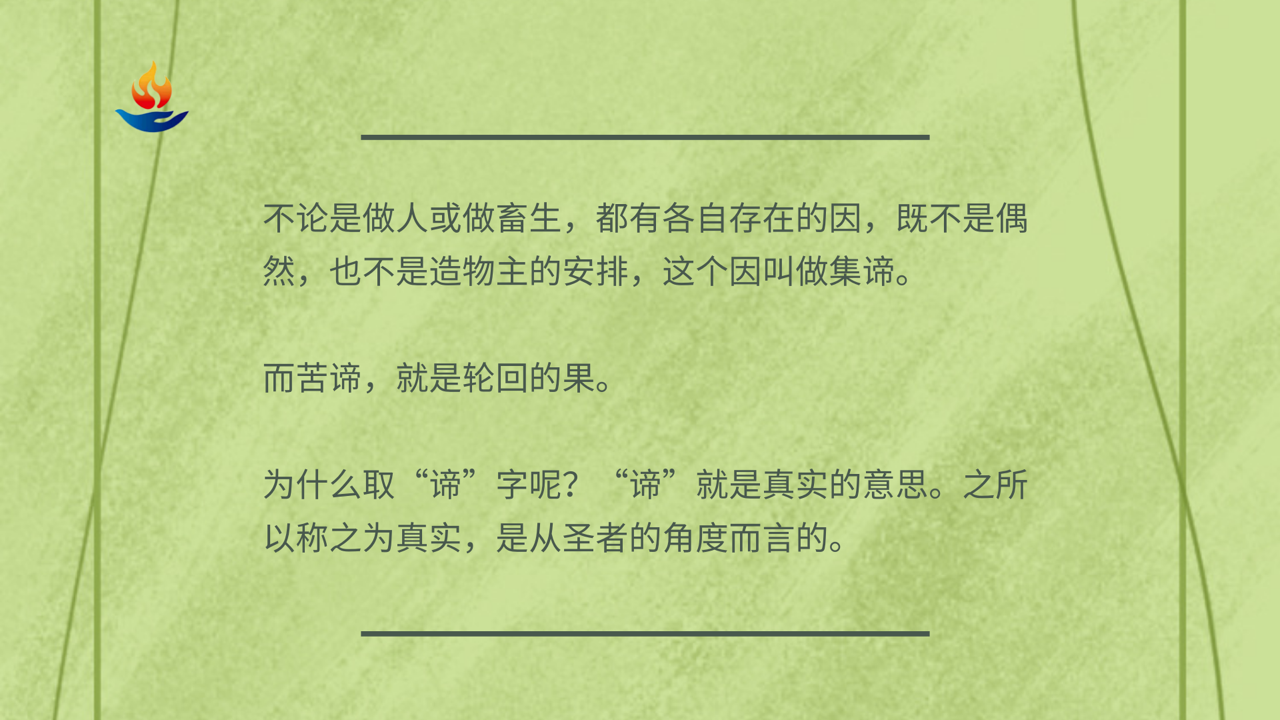 不论是做人或做畜生，都有各自存在的因，既不是偶
然，也不是造物主的安排，这个因叫做集谛。
而苦谛，就是轮回的果。
为什么取“谛”字呢？“谛”就是真实的意思。之所
以称之为真实，是从圣者的角度而言的。